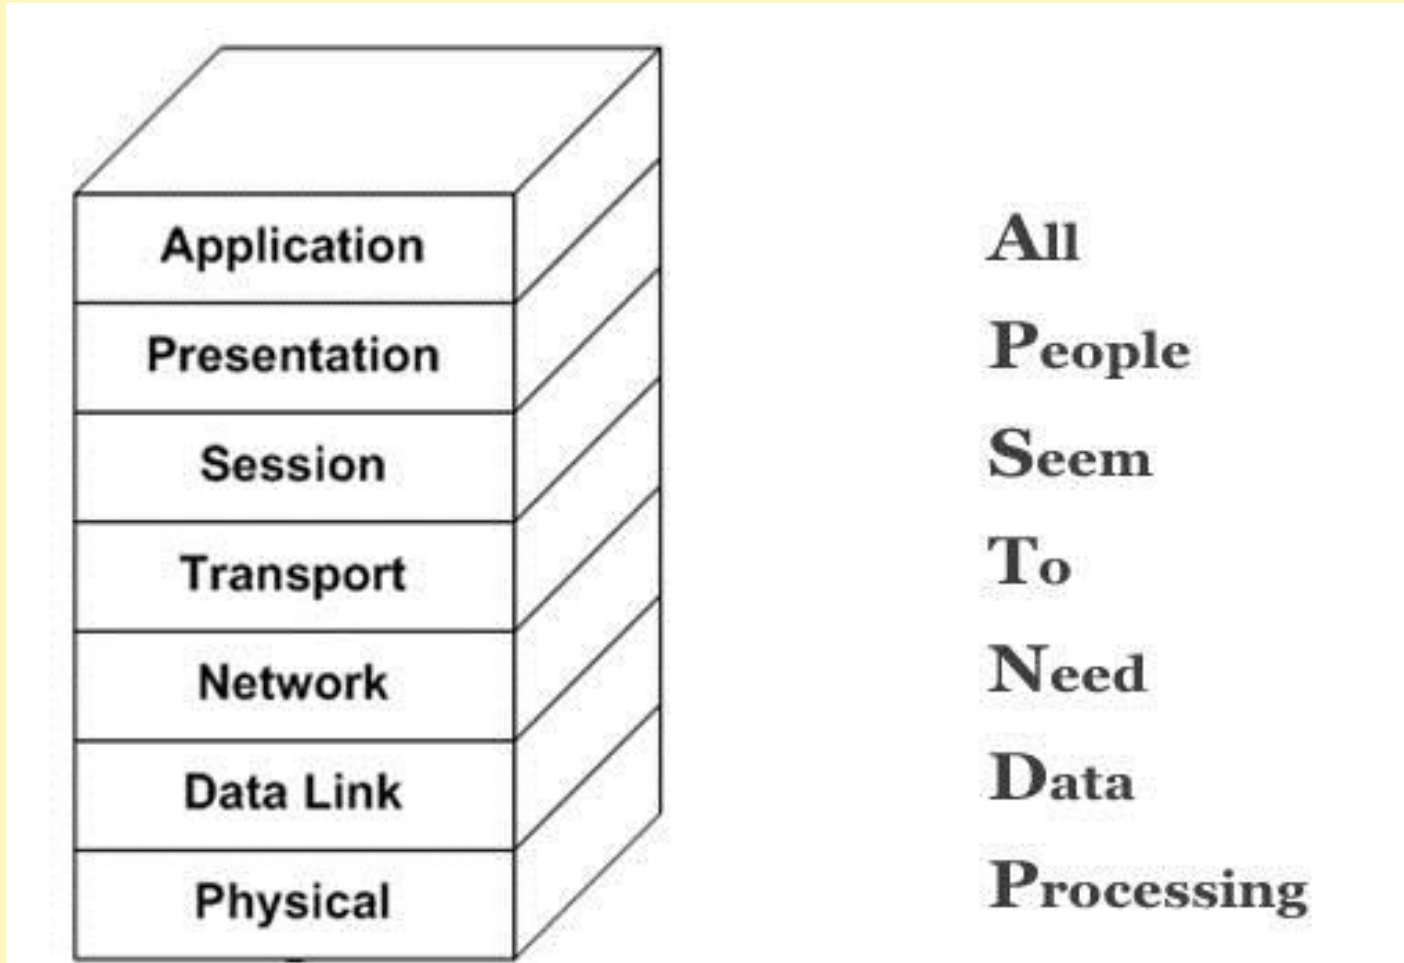 Application
Presentation
Session
Transport
Network
Data Link
Physical
All
People
Seem
To
Need
Data
Processing